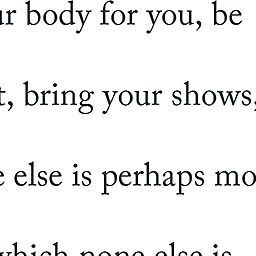 ur body for you, be
t, bring your shows,
e else is perhaps mo
which none else is